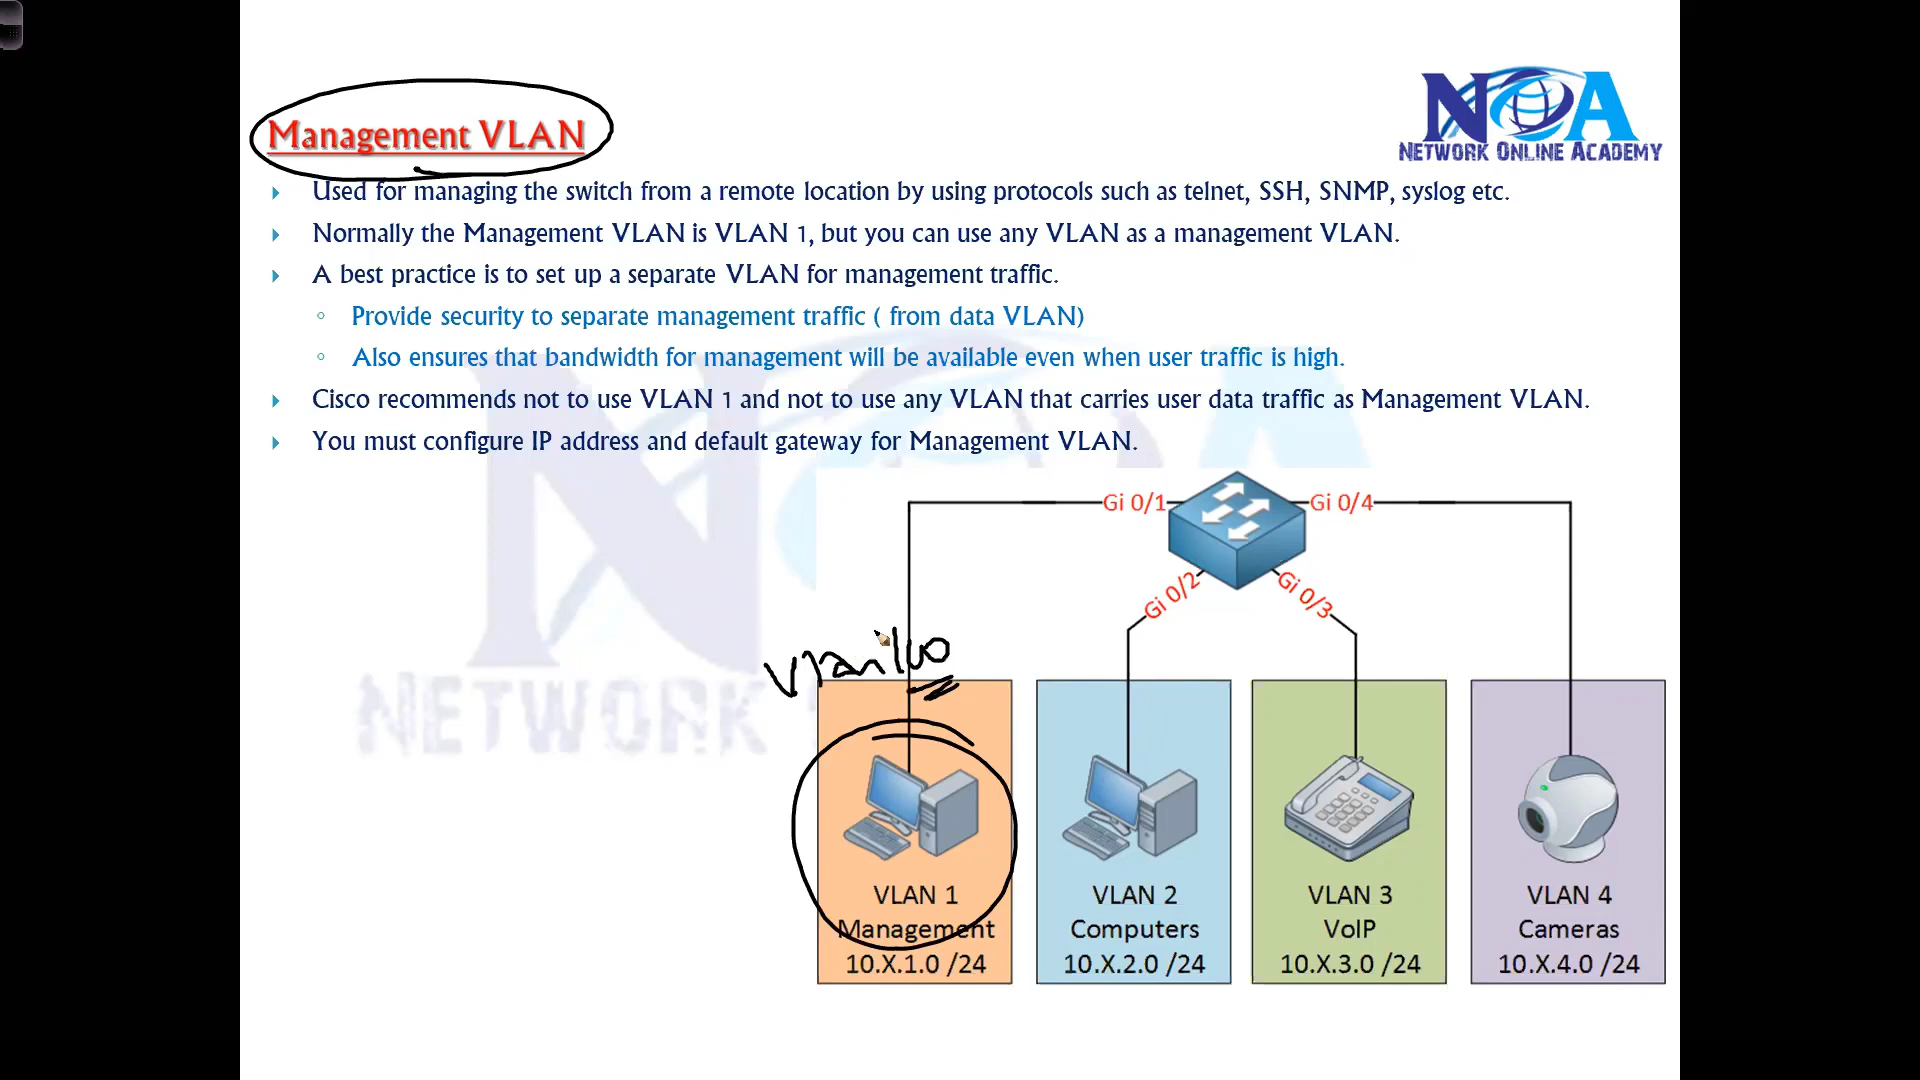 Management VLAN
NOA
NETWORK ONLINE ACADEMY
Used for managing the switch from a remote location by using protocols such as telnet, SSH, SNMP, syslog etc.
Normally the Management VLAN is VLAN 1, but you can use any VLAN as a management VLAN.
A best practice is to set up a separate VLAN for management traffic.
Provide security to separate management traffic ( from data VLAN)
Also ensures that bandwidth for management will be available even when user traffic is high.
Cisco recommends not to use VLAN 1 and not to use any VLAN that carries user data traffic as Management VLAN.
You must configure IP address and default gateway for Management VLAN.
Gi 0/1
Gi 0/4
Gi 0/2
Gi 0/3
Vlan 100
NETWORK
VLAN 1
Management
10.X.1.0 /24
VLAN 2
Computers
10.X.2.0 /24
VLAN 3
VoIP
10.X.3.0 /24
VLAN 4
Cameras
10.X.4.0 /24